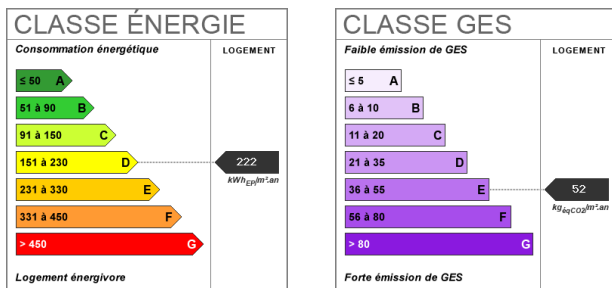 CLASSE ÉNERGIE
Consommation énergétique
LOGEMENT
≤ 50 A
51 à 90 B
91 à 150 C
151 à 230 D
222
kWhEP/m².an
231 à 330 E
331 à 450 F
> 450 G
Logement énergivore
CLASSE GES
Faible émission de GES
LOGEMENT
≤ 5 A
6 à 10 B
11 à 20 C
21 à 35 D
36 à 55 E
52
kgéqCO2/m².an
56 à 80 F
> 80 G
Forte émission de GES